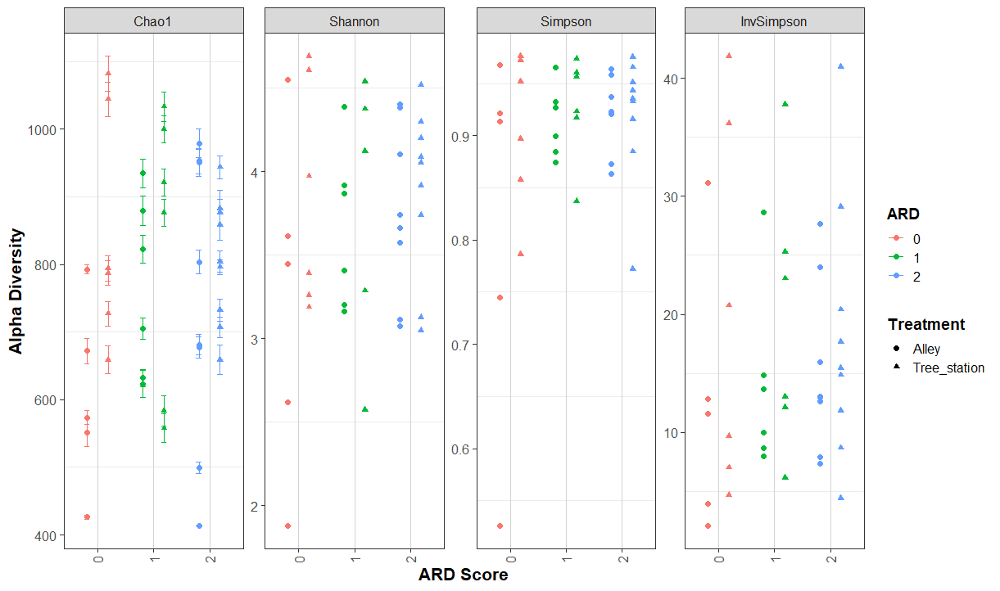 Chao1 Shannon Simpson InvSimpson
Alpha Diversity
1000
800
600
400
4
3
2
0.9
0.8
0.7
0.6
40
30
20
10
0 1 2 0 1 2 0 1 2 0 1 2
ARD Score
ARD
0
1
2
Treatment
Alley
Tree_station